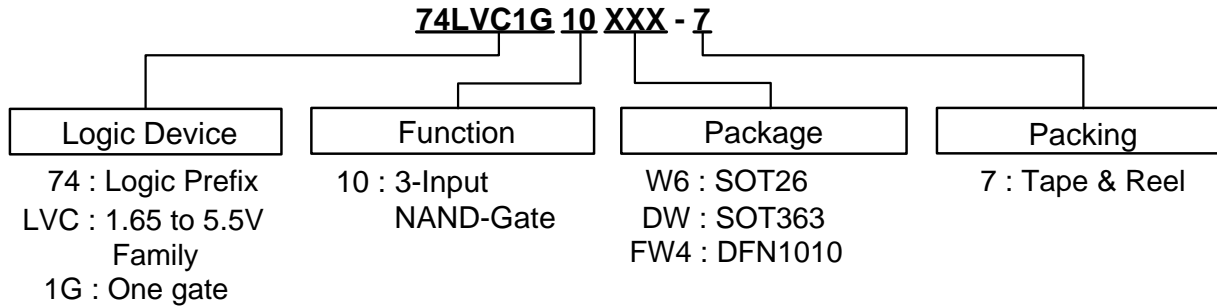 74LVC1G 10 XXX - 7
Logic Device
74 : Logic Prefix
LVC : 1.65 to 5.5V
Family
1G : One gate
Function
10 : 3-Input
NAND-Gate
Package
W6 : SOT26
DW : SOT363
FW4 : DFN1010
Packing
7 : Tape & Reel